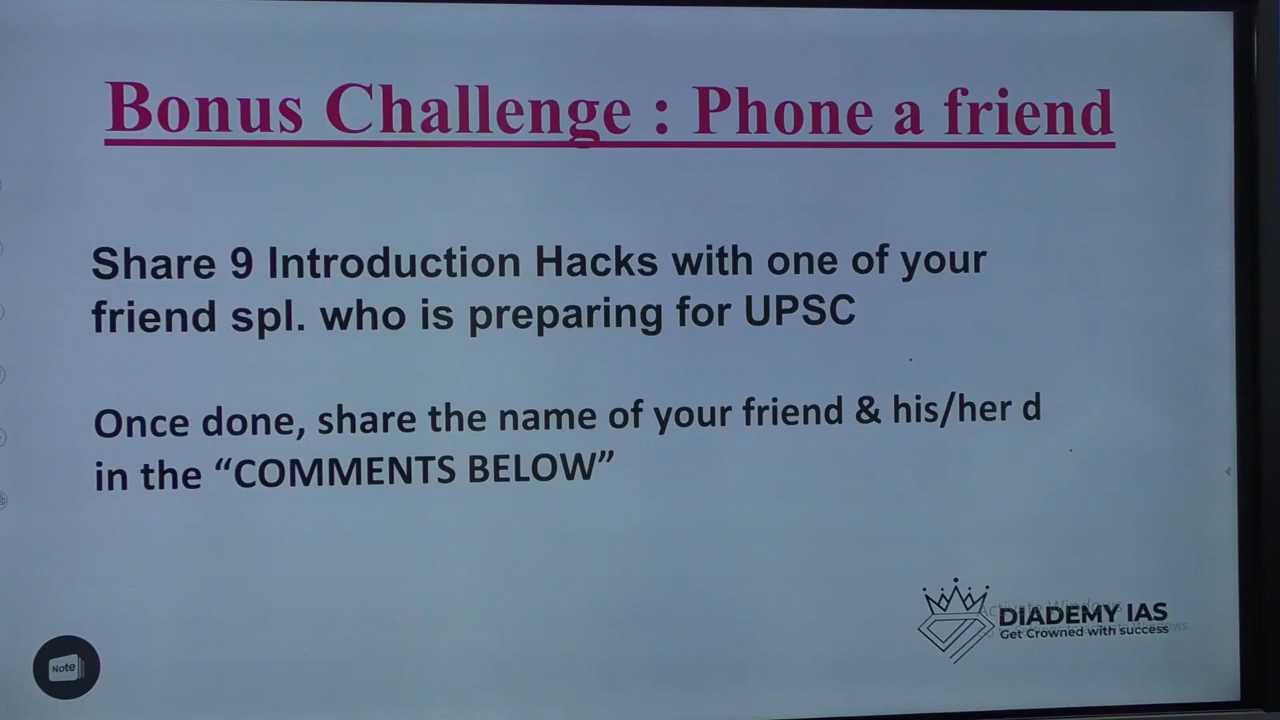 Bonus Challenge : Phone a friend
Share 9 Introduction Hacks with one of your
friend spl. who is preparing for UPSC
Once done, share the name of your friend & his/her d
in the “COMMENTS BELOW”
Activate Windows
DIADEMY IAS
Get Crowned with success
Note